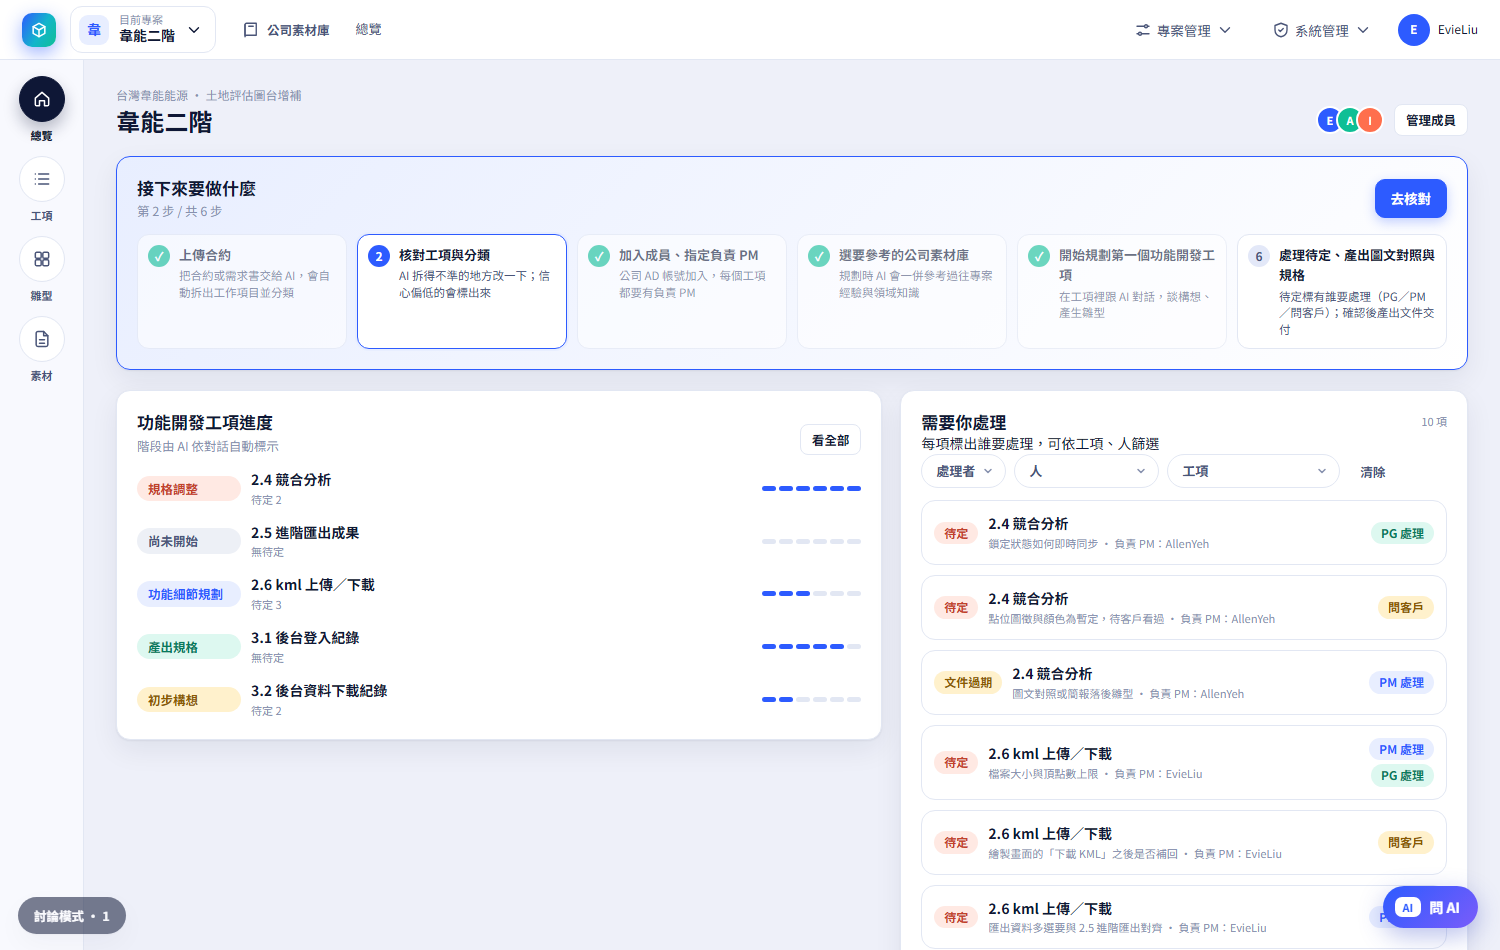 韋
目前專案
韋能二階
公司素材庫
總覽
專案管理
系統管理
E
EvieLiu
總覽
工項
雛型
素材
台灣韋能能源 • 土地評估圖台增補
韋能二階
E
A
I
管理成員
接下來要做什麼
第 2 步 / 共 6 步
去核對
上傳合約
把合約或需求書交給 AI，會自
動拆出工作項目並分類
2
核對工項與分類
AI 拆得不準的地方改一下；信
心偏低的會標出來
加入成員、指定負責 PM
公司 AD 帳號加入，每個工項
都要有負責 PM
選要參考的公司素材庫
規劃時 AI 會一併參考過往專案
經驗與領域知識
開始規劃第一個功能開發工
項
在工項裡跟 AI 對話，談構想、
產生雛型
6
處理待定、產出圖文對照與
規格
待定標有誰要處理（PG／PM
／問客戶）；確認後產出文件交
付
功能開發工項進度
階段由 AI 依對話自動標示
看全部
規格調整
2.4 競合分析
待定 2
尚未開始
2.5 進階匯出成果
無待定
功能細節規劃
2.6 kml 上傳／下載
待定 3
產出規格
3.1 後台登入紀錄
無待定
初步構想
3.2 後台資料下載紀錄
待定 2
需要你處理
10 項
每項標出誰要處理，可依工項、人篩選
處理者
人
工項
清除
待定
2.4 競合分析
鎖定狀態如何即時同步 • 負責 PM：AllenYeh
PG 處理
待定
2.4 競合分析
點位圖徵與顏色為暫定，待客戶看過 • 負責 PM：AllenYeh
問客戶
文件過期
2.4 競合分析
圖文對照或簡報落後雛型 • 負責 PM：AllenYeh
PM 處理
待定
2.6 kml 上傳／下載
檔案大小與頂點數上限 • 負責 PM：EvieLiu
PM 處理
PG 處理
待定
2.6 kml 上傳／下載
繪製畫面的「下載 KML」之後是否補回 • 負責 PM：EvieLiu
問客戶
待定
2.6 kml 上傳／下載
匯出資料多選要與 2.5 進階匯出對齊 • 負責 PM：EvieLiu
AI
問 AI
討論模式 • 1